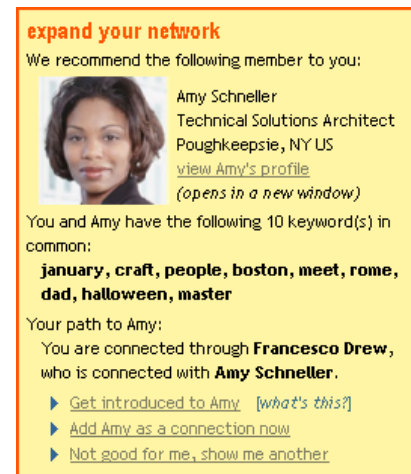 expand your network
We recommend the following member to you:
Amy Schneller
Technical Solutions Architect
Poughkeepsie, NY US
view Amy's profile
(opens in a new window)
You and Amy have the following 10 keyword(s) in
common:
january, craft, people, boston, meet, rome,
dad, halloween, master
Your path to Amy:
You are connected through Francesco Drew,
who is connected with Amy Schneller.
Get introduced to Amy [what's this?]
Add Amy as a connection now
Not good for me, show me another